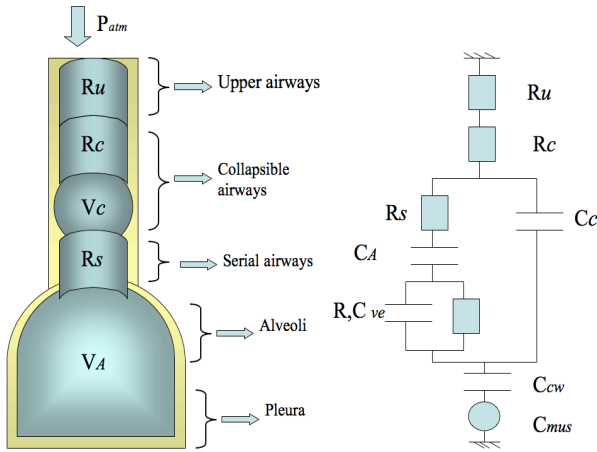 Patm
Ru
Upper airways
Rc
Collapsible
airways
Vc
Rs
Serial airways
Alveoli
VA
Pleura
Ru
Rc
Rs
Cc
CA
R,C ve
Ccw
Cmus